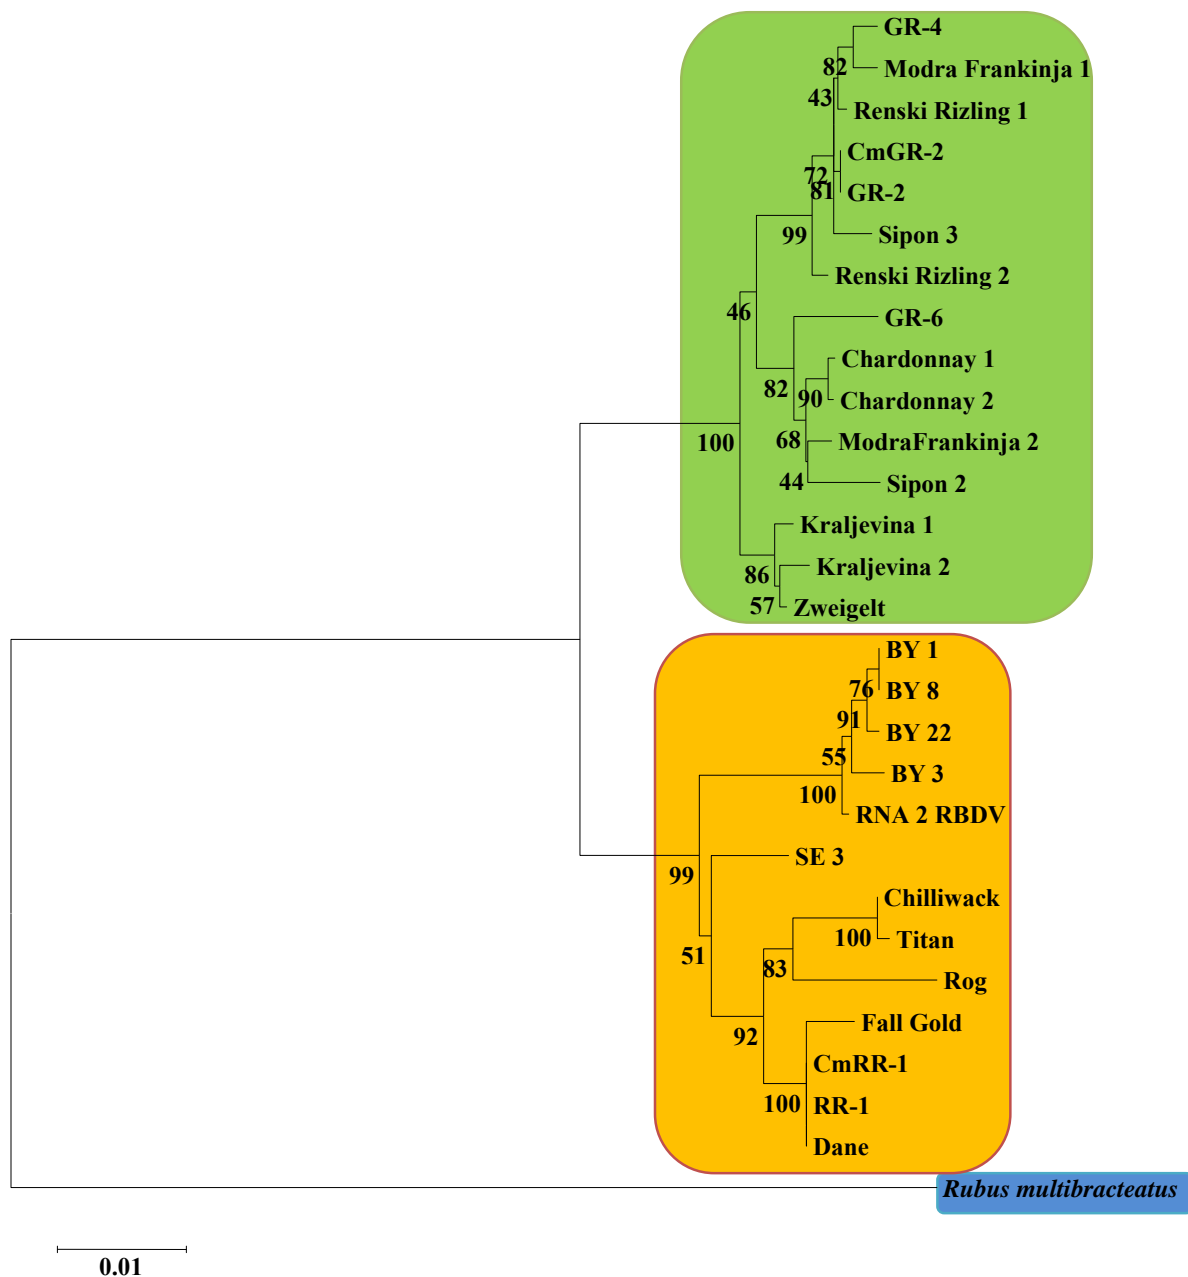 GR-4
82
Modra Frankinja 1
43
Renski Rizling 1
CmGR-2
72
81
GR-2
99
Sipon 3
Renski Rizling 2
46
GR-6
Chardonnay 1
82
90
Chardonnay 2
100
68
ModraFrankinja 2
44
Sipon 2
Kraljevina 1
86
Kraljevina 2
57
Zweigelt
BY 1
76
BY 8
91
BY 22
55
BY 3
100
RNA 2 RBDV
99
SE 3
Chilliwack
51
100
Titan
83
Rog
92
Fall Gold
CmRR-1
100
RR-1
Dane
Rubus multibracteatus
0.01